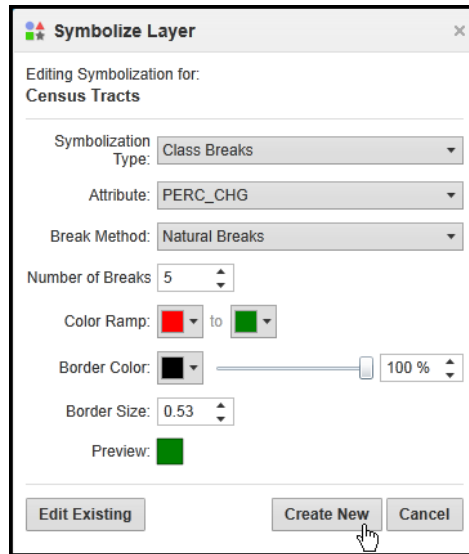 Symbolize Layer
Editing Symbolization for:
Census Tracts
Symbolization
Type: Class Breaks
Attribute: PERC_CHG
Break Method: Natural Breaks
Number of Breaks 5
Color Ramp: to
Border Color: 100 %
Border Size: 0.53
Preview:
Edit Existing Create New Cancel